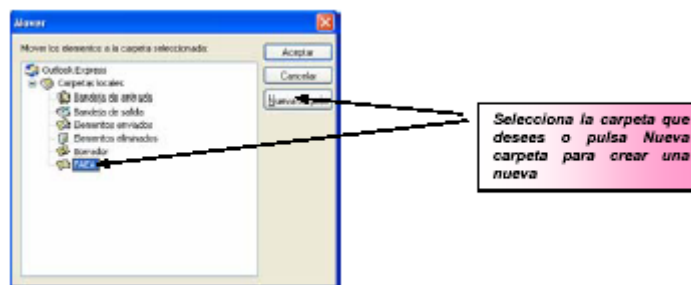 Mover
Mover los elementos a la carpeta seleccionada:
Aceptar
Outlook Express
Cancelar
Carpetas locales
Bandeja de entrada
Nueva
Bandeja de salida
Elementos enviados
Elementos eliminados
Borrador
Selecciona la carpeta que
desees o pulsa Nueva
carpeta para crear una
nueva